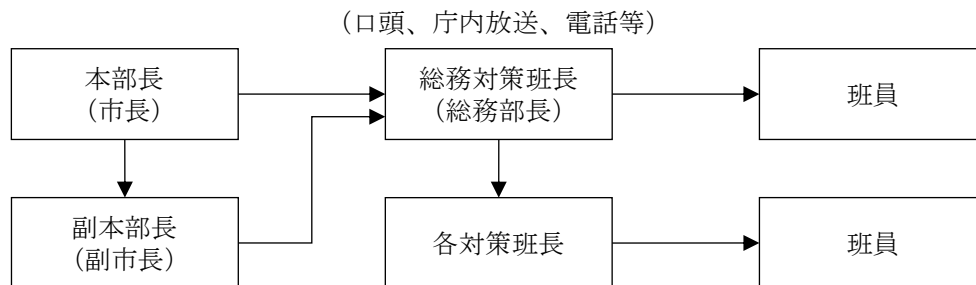 （口頭、庁内放送、電話等）
本部長
（市長）
総務対策班長
（総務部長）
班員
副本部長
（副市長）
各対策班長
班員